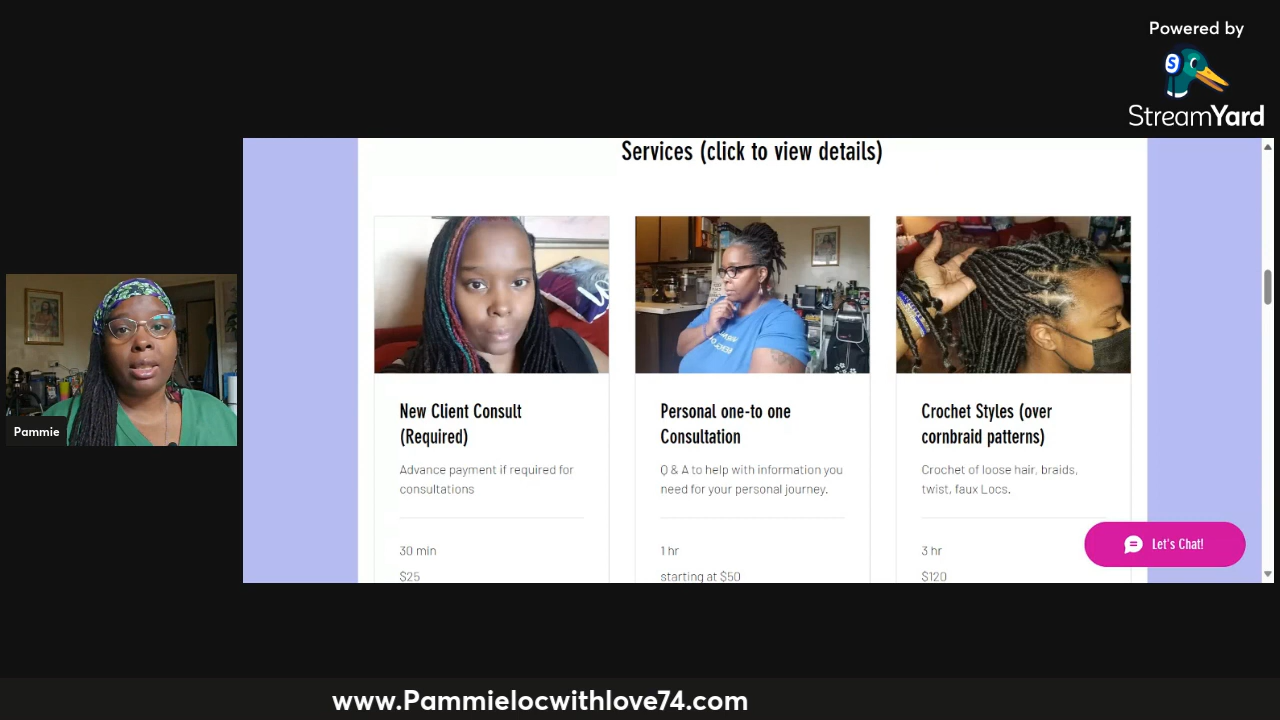 Powered by
S
StreamYard
Services (click to view details)
Pammie
New Client Consult
(Required)
Advance payment if required for
consultations
30 min
$25
Personal one-to one
Consultation
Q & A to help with information you
need for your personal journey.
1 hr
starting at $50
Crochet Styles (over
cornbraid patterns)
Crochet of loose hair, braids,
twist, faux Locs.
3 hr
$120
Let's Chat!
www.Pammielocwithlove74.com